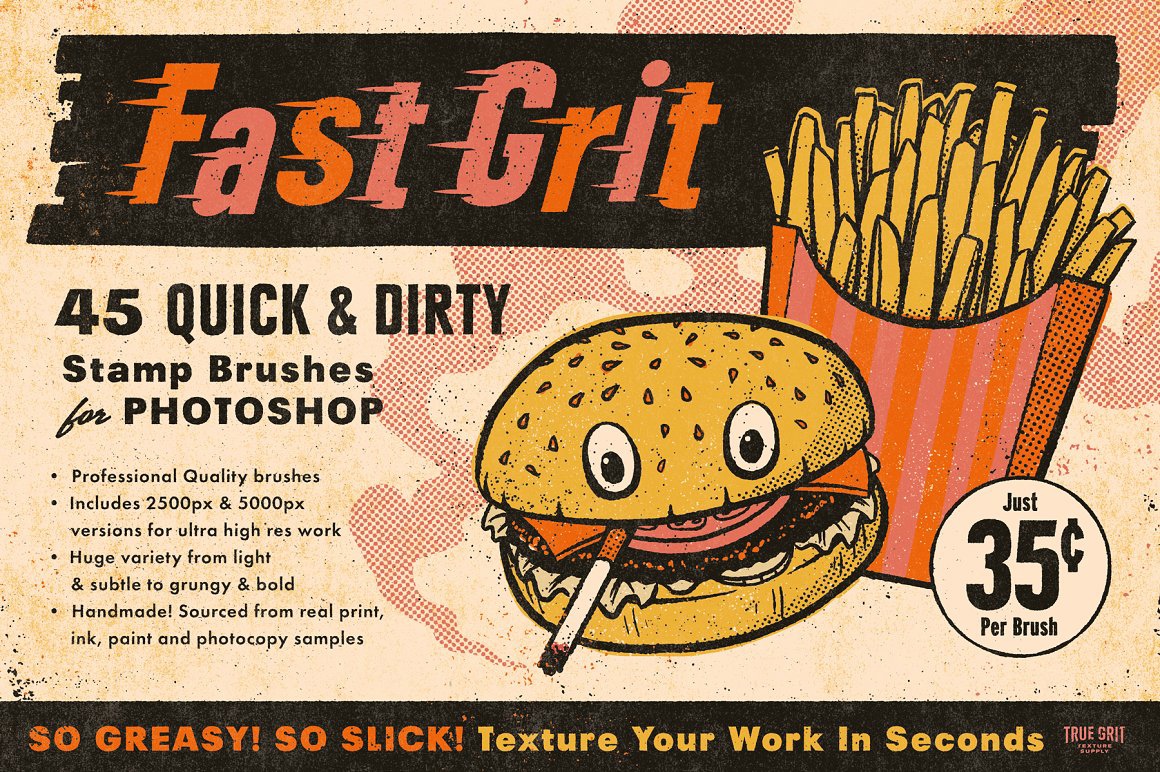 Fast Grit
45 QUICK & DIRTY
Stamp Brushes
for PHOTOSHOP
• Professional Quality brushes
• Includes 2500px & 5000px
versions for ultra high res work
• Huge variety from light
& subtle to grungy & bold
• Handmade! Sourced from real print,
ink, paint and photocopy samples
Just
35¢
Per Brush
SO GREASY! SO SLICK! Texture Your Work In Seconds
TRUE GRIT
TEXTURE
SUPPLY